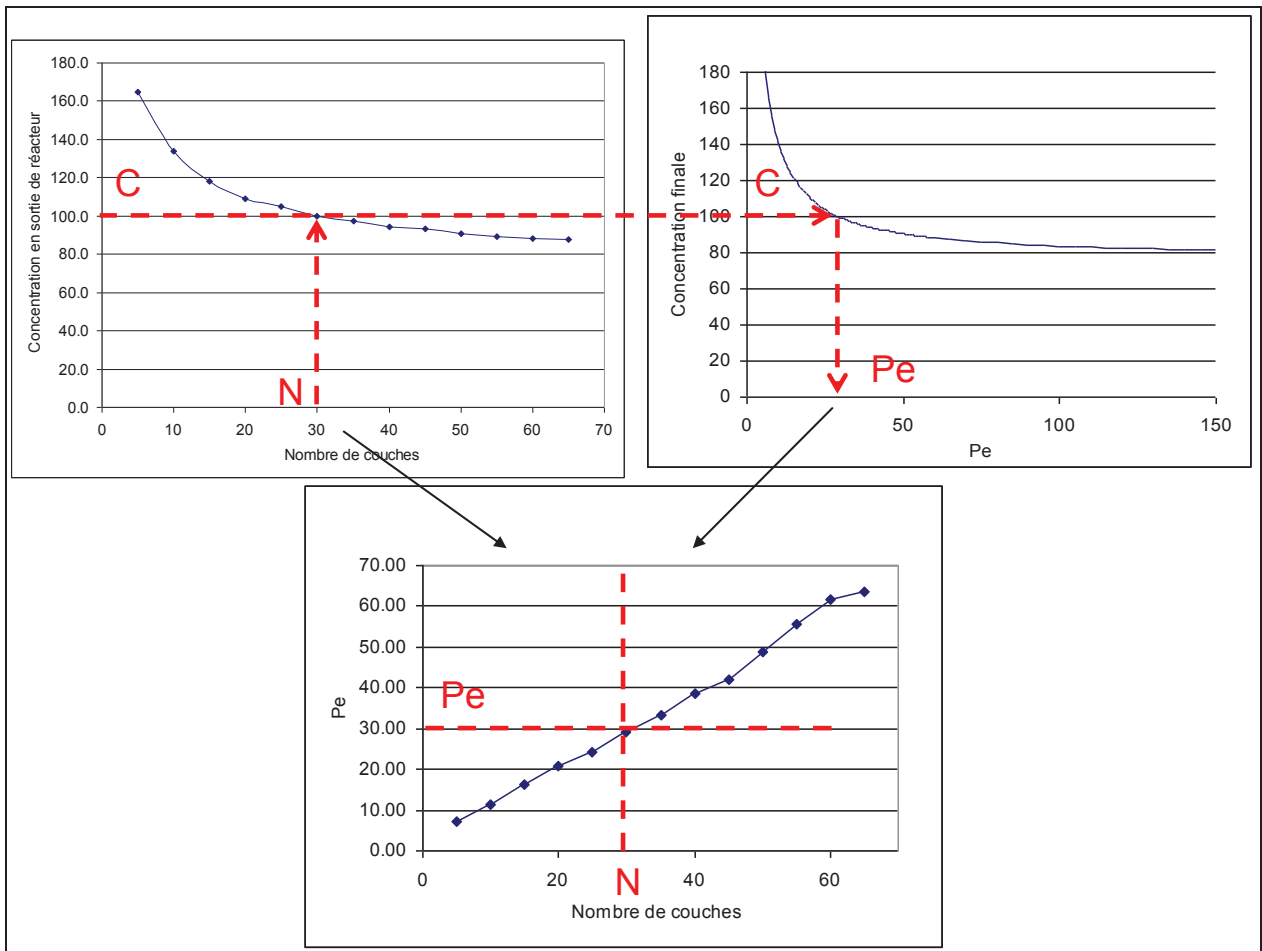 180.0
160.0
140.0
120.0
100.0
80.0
60.0
40.0
20.0
0.0
Concentration en sortie de réacteur
C
N
0 10 20 30 40 50 60 70
Nombre de couches
180
160
140
120
100
80
60
40
20
0
Concentration finale
C
Pe
0 50 100 150
Pe
70.00
60.00
50.00
40.00
30.00
20.00
10.00
0.00
Pe
Pe
N
0 20 40 60
Nombre de couches